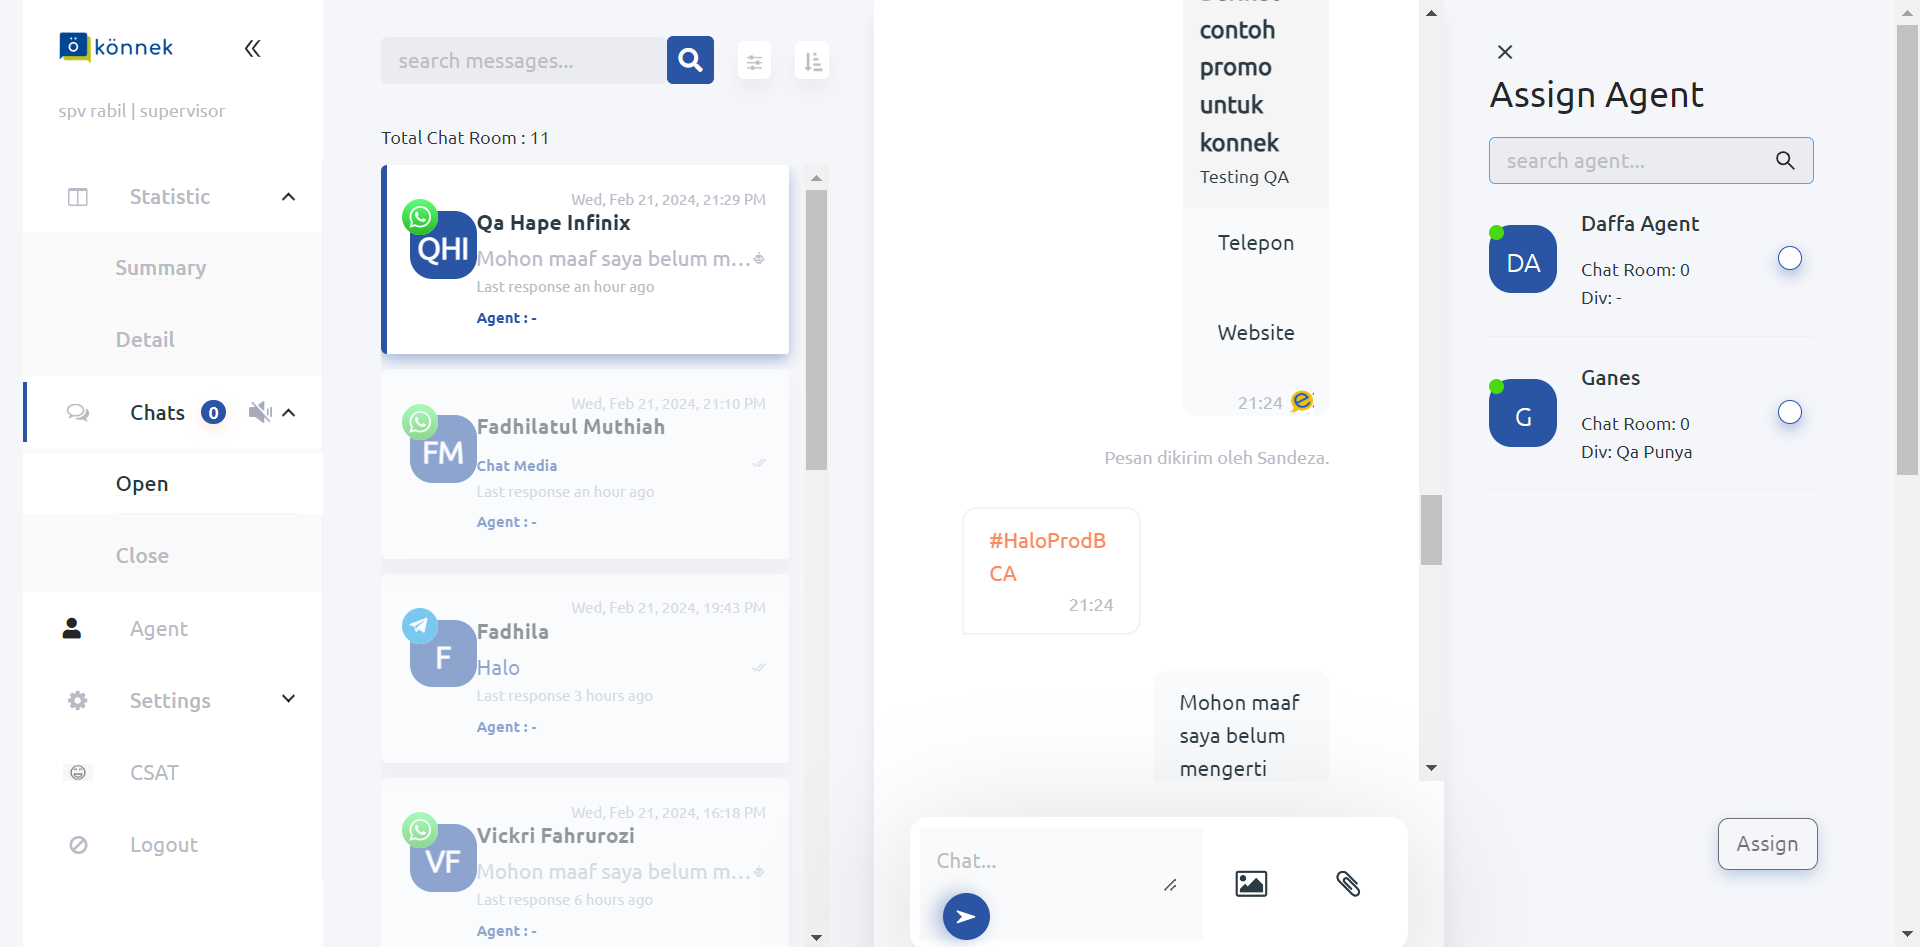 könnek
spv rabil | supervisor
Statistic
Summary
Detail
Chats 0
Open
Close
Agent
Settings
CSAT
Logout
search messages...
Total Chat Room : 11
Wed, Feb 21, 2024, 21:29 PM
QHI
Qa Hape Infinix
Mohon maaf saya belum m...
Last response an hour ago
Agent : -
Wed, Feb 21, 2024, 21:10 PM
FM
Fadhilatul Muthiah
Chat Media
Last response an hour ago
Agent : -
Wed, Feb 21, 2024, 19:43 PM
F
Fadhila
Halo
Last response 3 hours ago
Agent : -
Wed, Feb 21, 2024, 16:18 PM
VF
Vickri Fahrurozi
Mohon maaf saya belum m...
Last response 6 hours ago
Agent : -
contoh
promo
untuk
konnek
Testing QA
Telepon
Website
21:24
Pesan dikirim oleh Sandeza.
#HaloProdB
CA
21:24
Mohon maaf
saya belum
mengerti
Chat...
Assign Agent
search agent...
DA
Daffa Agent
Chat Room: 0
Div: -
G
Ganes
Chat Room: 0
Div: Qa Punya
Assign